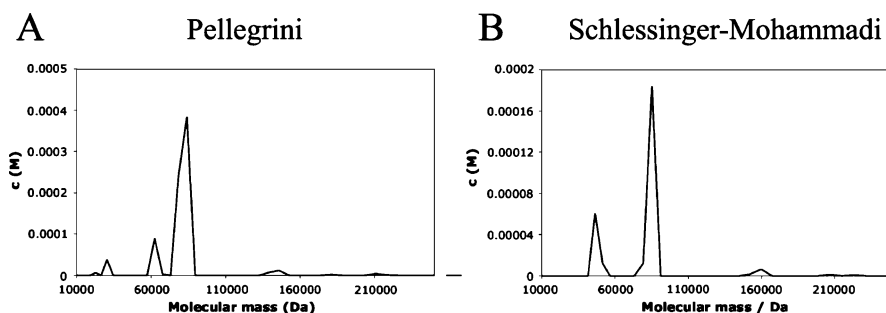 A Pellegrini
0.0005
0.0004
0.0003
0.0002
0.0001
0
c (M)
10000 60000 110000 160000 210000
Molecular mass (Da)
B Schlessinger-Mohammadi
0.0002
0.00016
0.00012
0.00008
0.00004
0
c (M)
10000 60000 110000 160000 210000
Molecular mass / Da